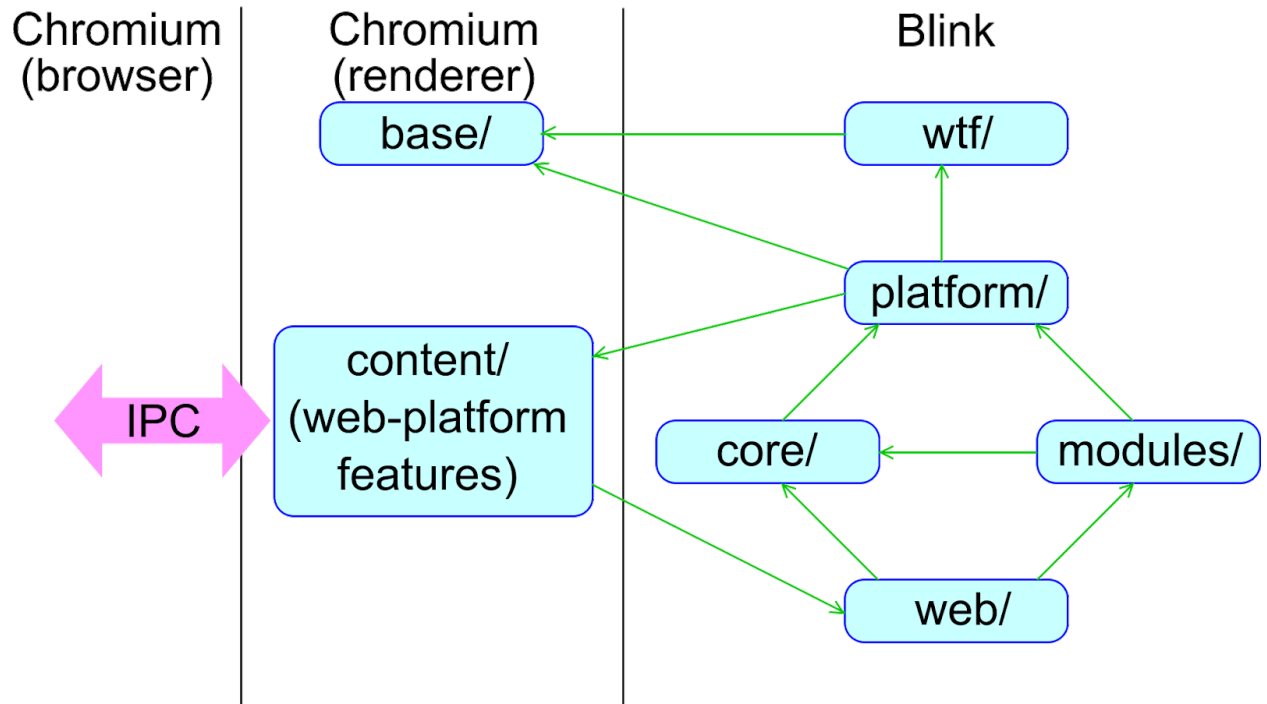 Chromium
(browser)
Chromium
(renderer)
Blink
base/
wtf/
platform/
content/
(web-platform
features)
IPC
core/
modules/
web/